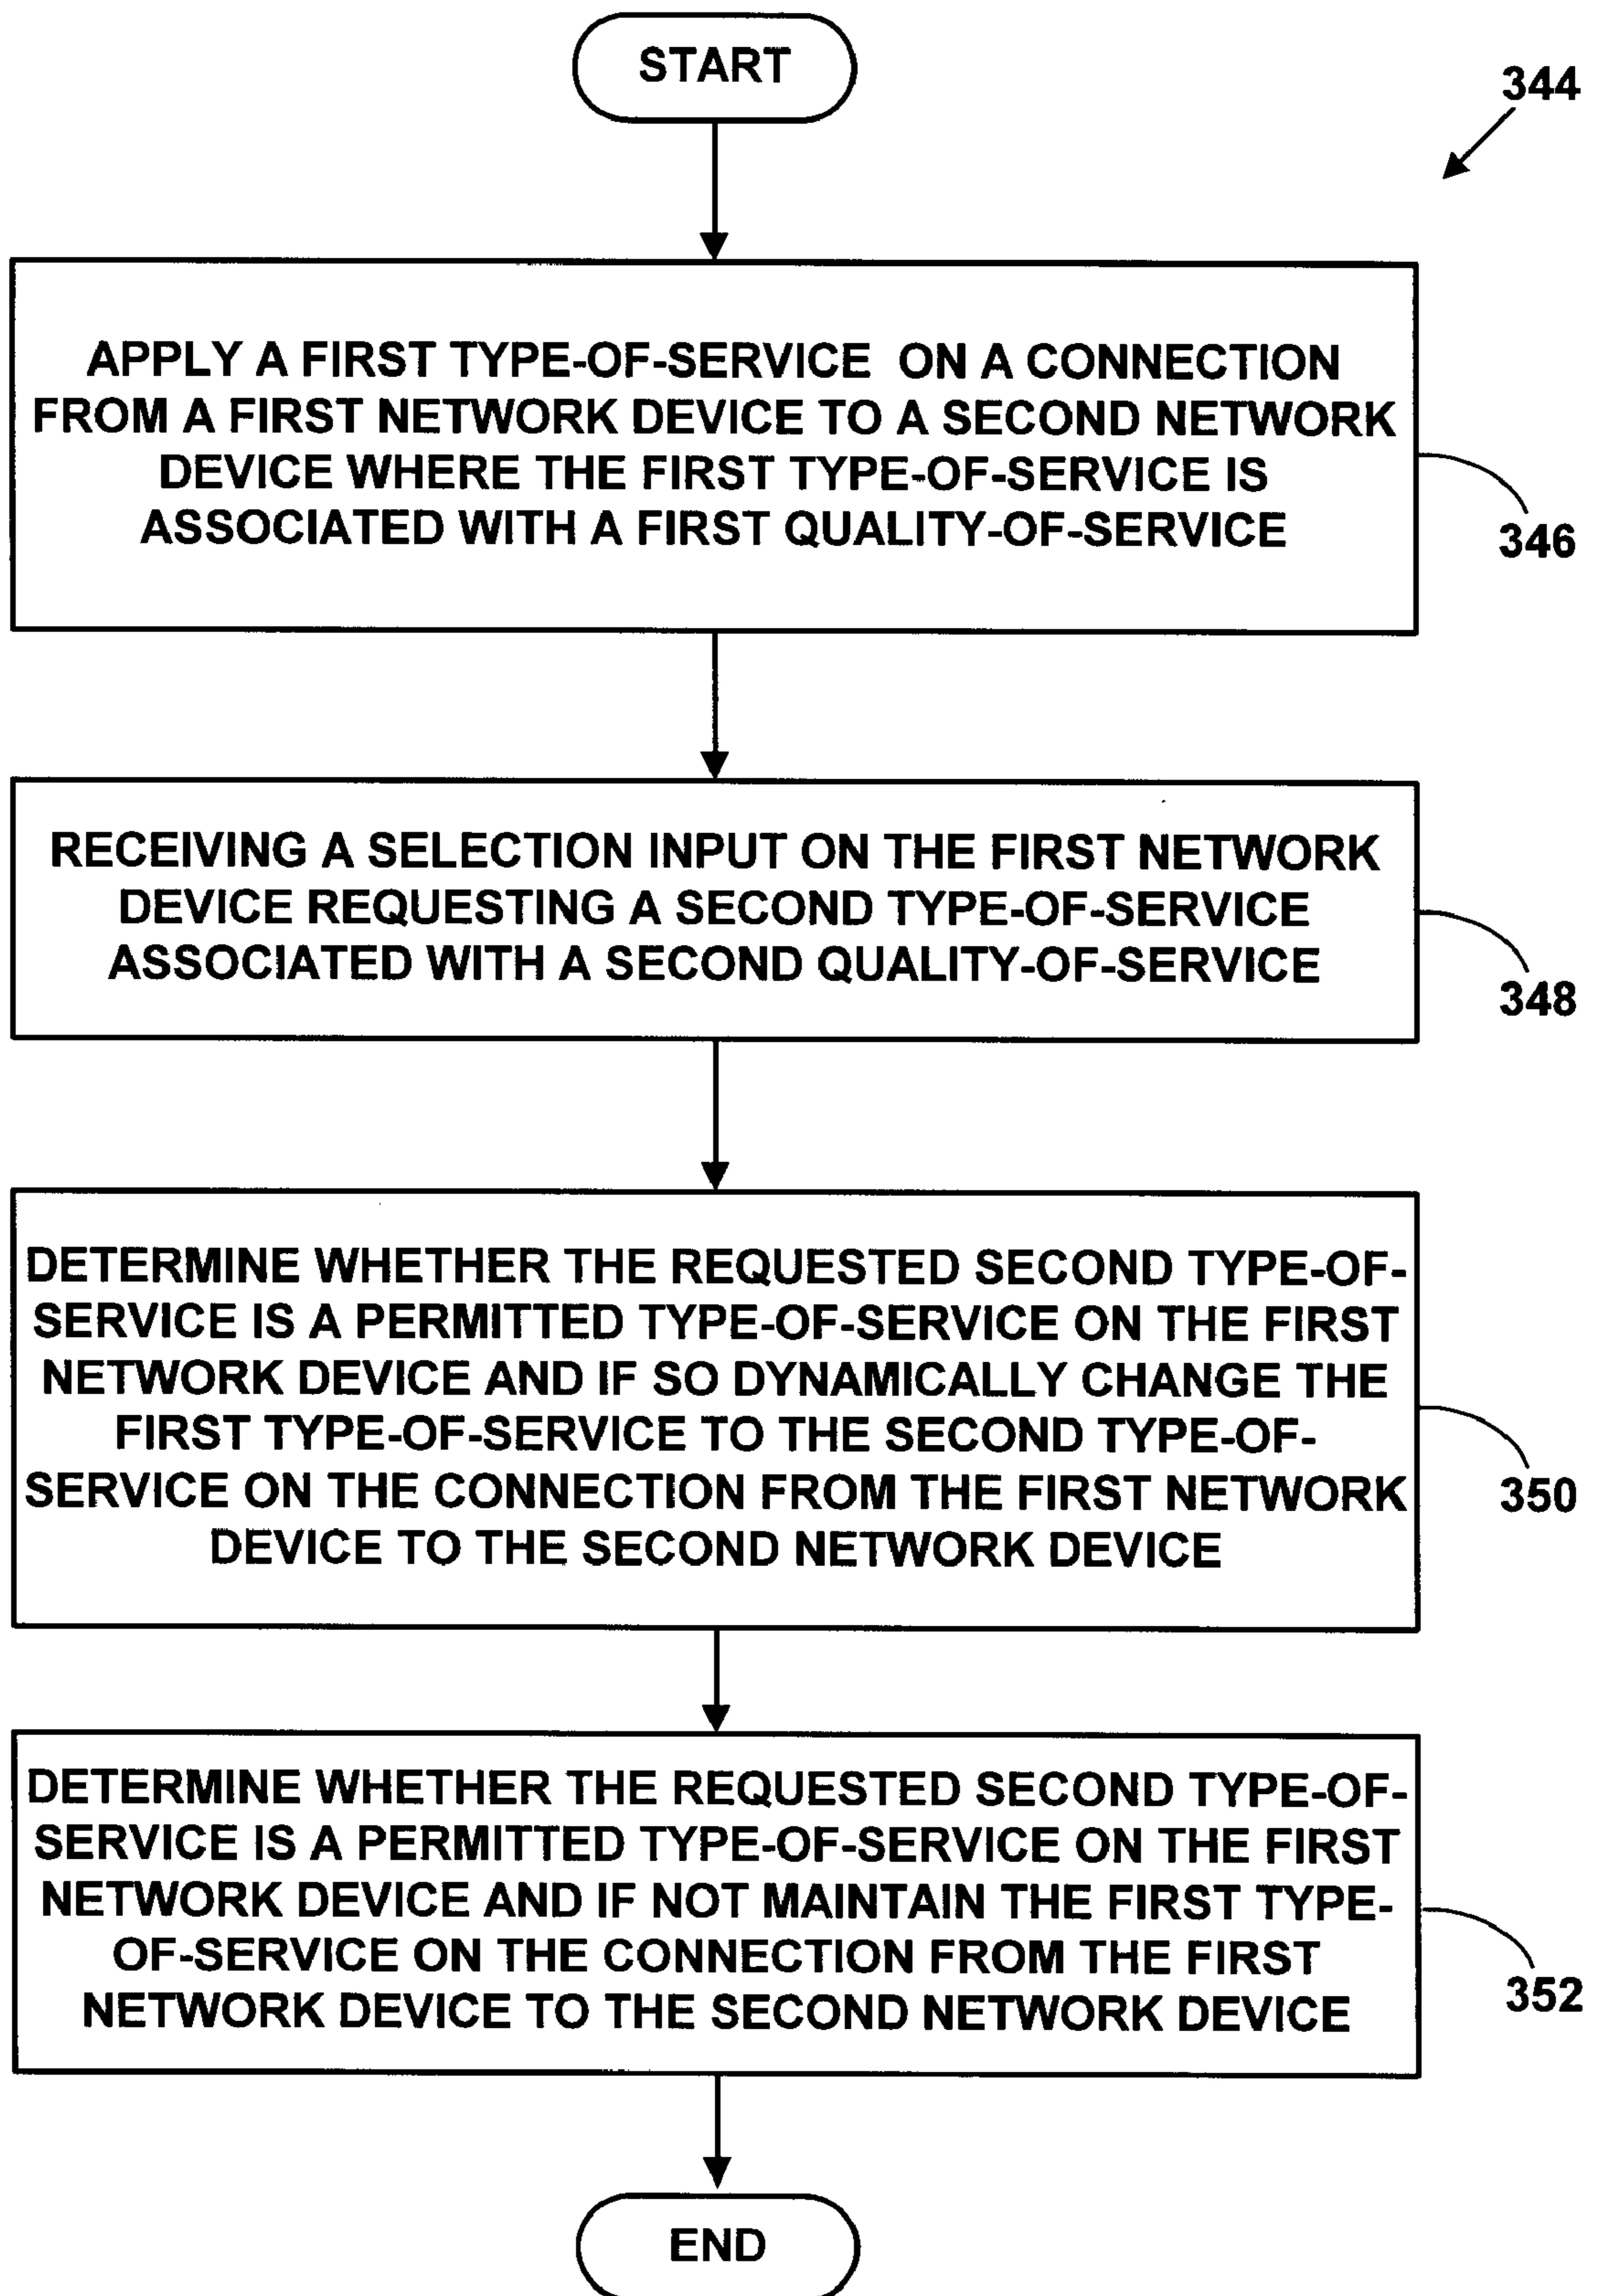 START
344
APPLY A FIRST TYPE-OF-SERVICE ON A CONNECTION
FROM A FIRST NETWORK DEVICE TO A SECOND NETWORK
DEVICE WHERE THE FIRST TYPE-OF-SERVICE IS
ASSOCIATED WITH A FIRST QUALITY-OF-SERVICE
346
RECEIVING A SELECTION INPUT ON THE FIRST NETWORK
DEVICE REQUESTING A SECOND TYPE-OF-SERVICE
ASSOCIATED WITH A SECOND QUALITY-OF-SERVICE
348
DETERMINE WHETHER THE REQUESTED SECOND TYPE-OF-
SERVICE IS A PERMITTED TYPE-OF-SERVICE ON THE FIRST
NETWORK DEVICE AND IF SO DYNAMICALLY CHANGE THE
FIRST TYPE-OF-SERVICE TO THE SECOND TYPE-OF-
SERVICE ON THE CONNECTION FROM THE FIRST NETWORK
DEVICE TO THE SECOND NETWORK DEVICE
350
DETERMINE WHETHER THE REQUESTED SECOND TYPE-OF-
SERVICE IS A PERMITTED TYPE-OF-SERVICE ON THE FIRST
NETWORK DEVICE AND IF NOT MAINTAIN THE FIRST TYPE-
OF-SERVICE ON THE CONNECTION FROM THE FIRST
NETWORK DEVICE TO THE SECOND NETWORK DEVICE
352
END